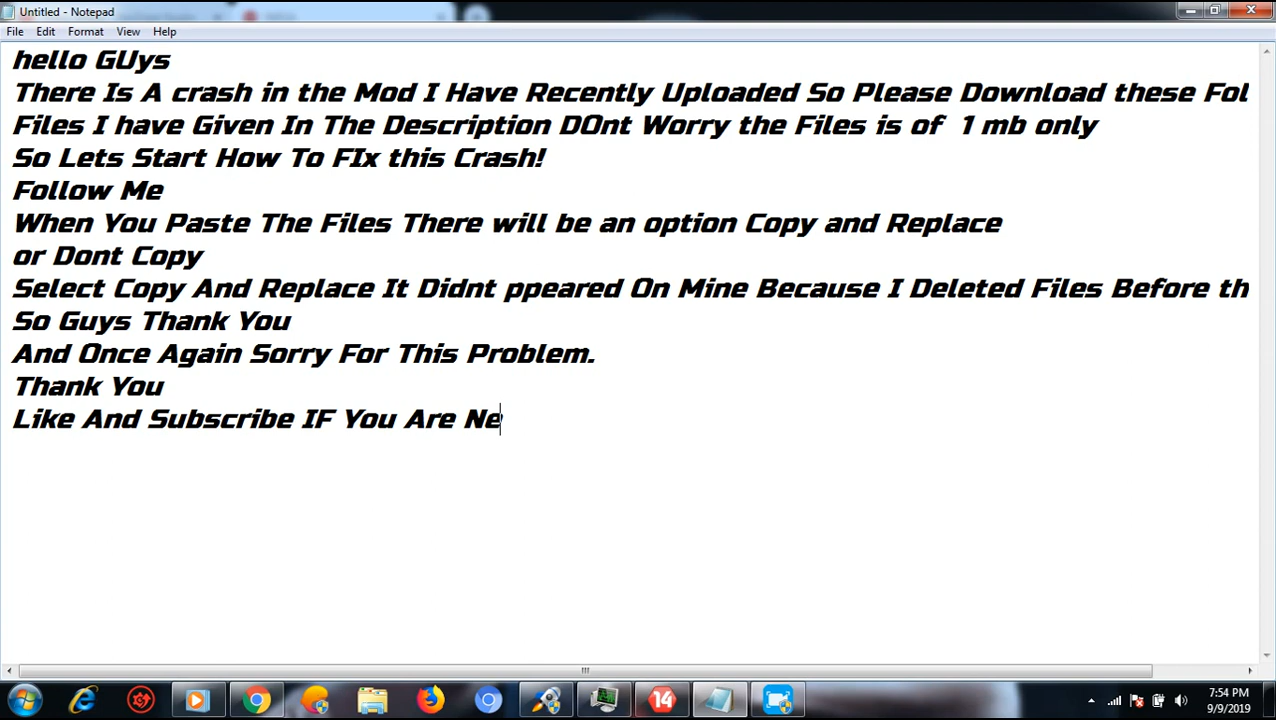 Untitled - Notepad
File Edit Format View Help
hello GUys
There Is A crash in the Mod I Have Recently Uploaded So Please Download these Fol
Files I have Given In The Description DOnt Worry the Files is of 1 mb only
So Lets Start How To FIx this Crash!
Follow Me
When You Paste The Files There will be an option Copy and Replace
or Dont Copy
Select Copy And Replace It Didnt ppeared On Mine Because I Deleted Files Before th
So Guys Thank You
And Once Again Sorry For This Problem.
Thank You
Like And Subscribe IF You Are Ne
14
7:54 PM
9/9/2019